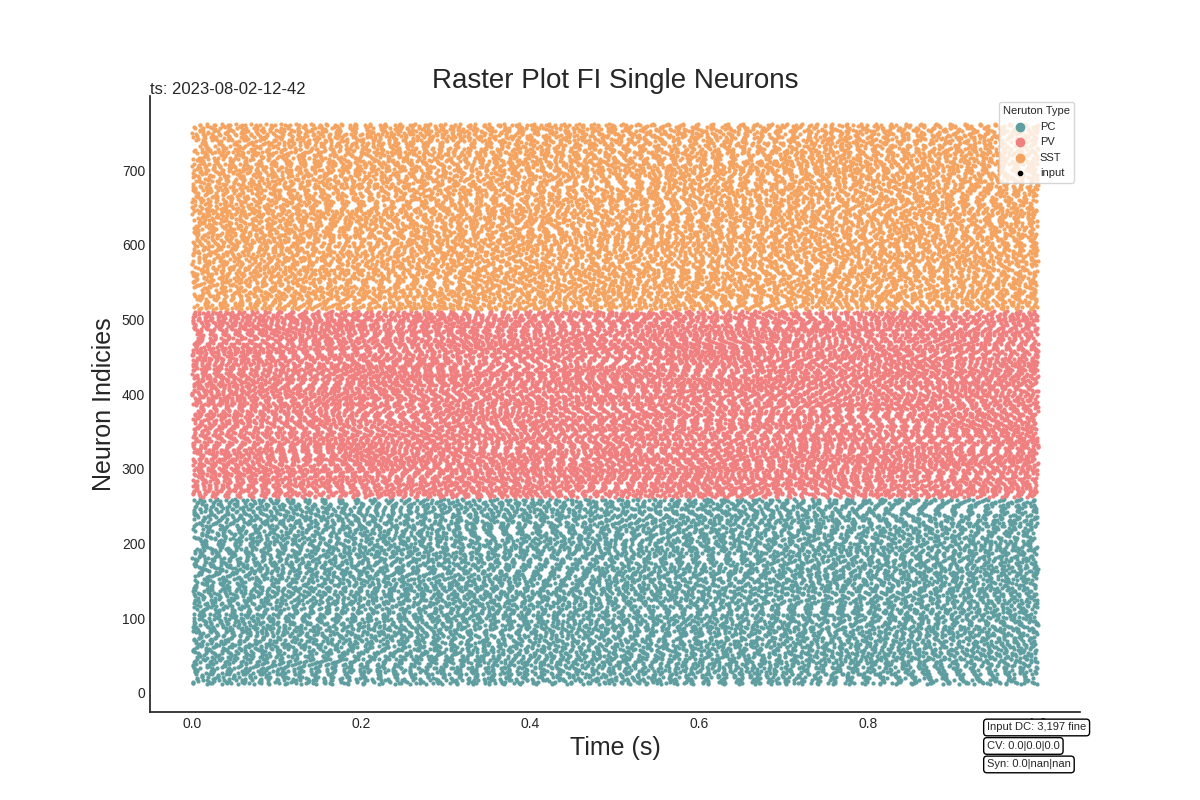 Raster Plot FI Single Neurons
ts: 2023-08-02-12-42
Neruton Type
PC
PV
SST
input
Neuron Indicies
700
600
500
400
300
200
100
0
0.0
0.2
0.4
0.6
0.8
Time (s)
Input DC: 3,197 fine
CV: 0.0|0.0|0.0
Syn: 0.0|nan|nan